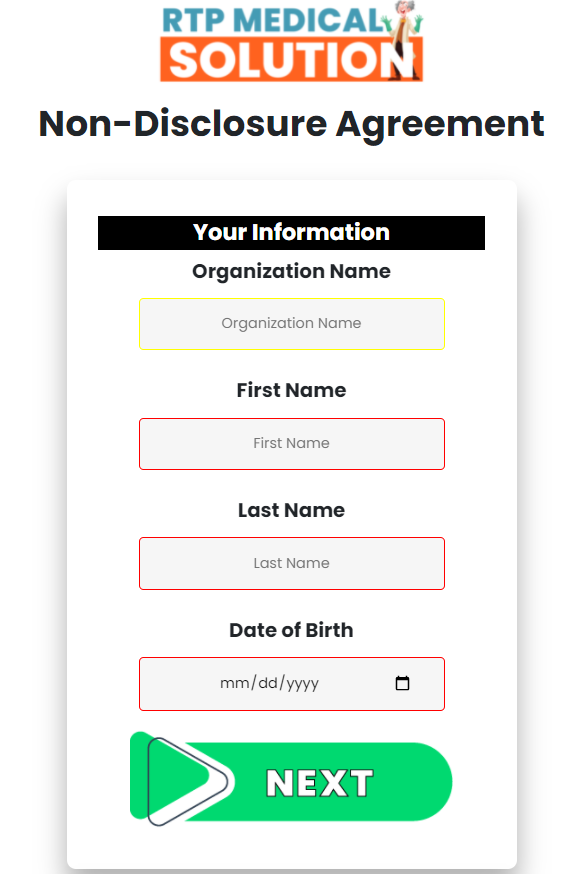 RTP MEDICAL
SOLUTION
Non-Disclosure Agreement
Your Information
Organization Name
Organization Name
First Name
First Name
Last Name
Last Name
Date of Birth
mm/dd/yyyy
NEXT